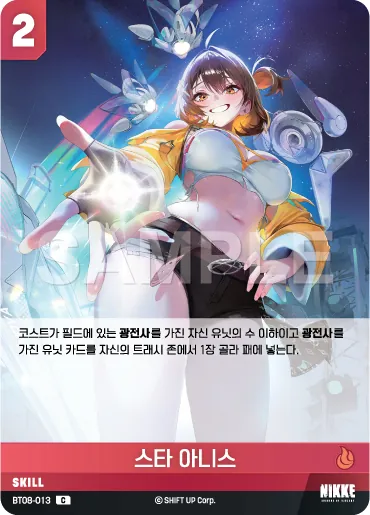 2
SAMPLE
코스트가 필드에 있는 광전사를 가진 자신 유닛의 수 이하이고 광전사를
가진 유닛 카드를 자신의 트래시 존에서 1장 골라 패에 넣는다.
스타 아니스
SKILL
BT08-013 C
© SHIFT UP Corp.
NIKKE